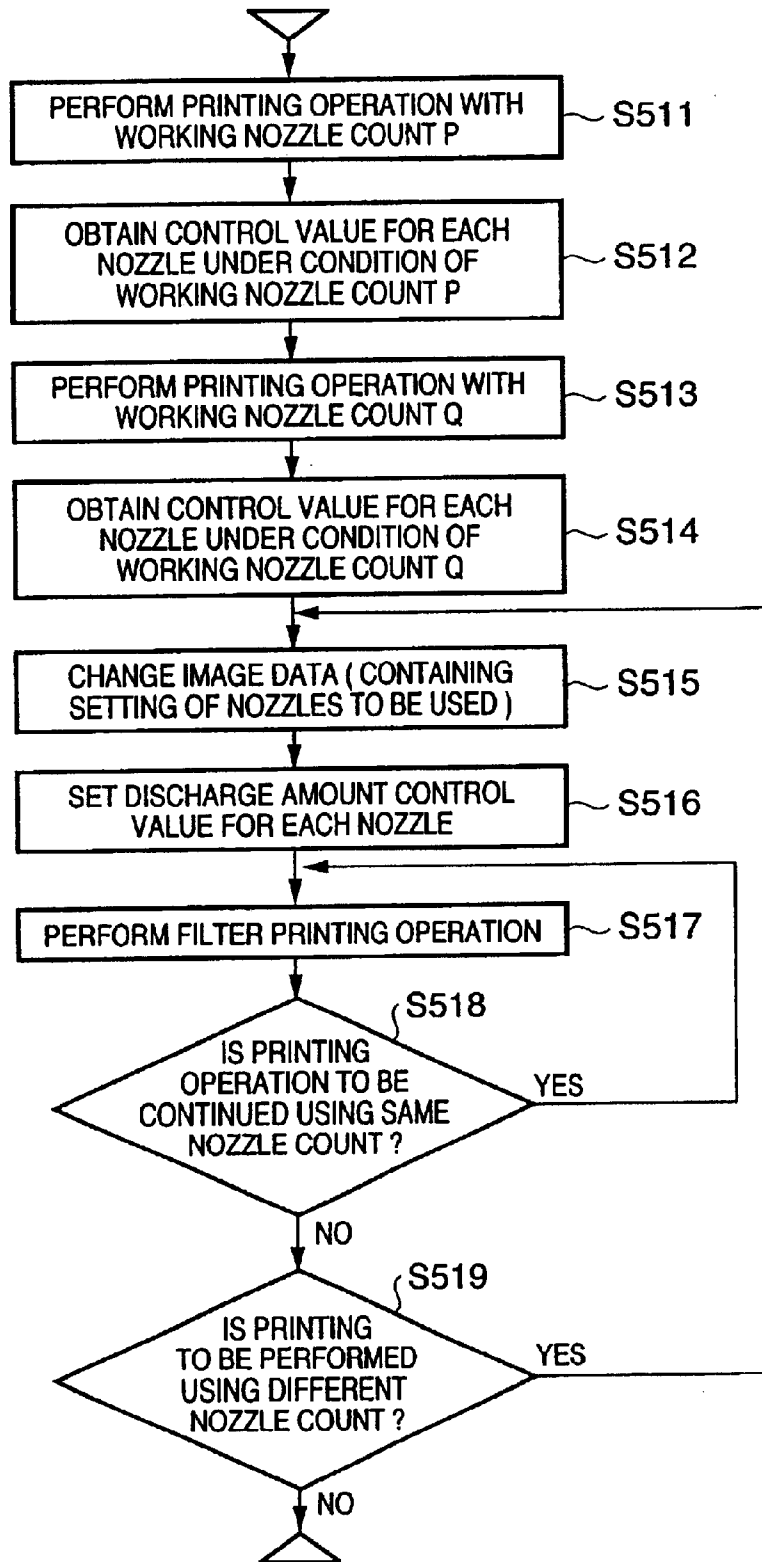 PERFORM PRINTING OPERATION WITH
WORKING NOZZLE COUNT P
S511
OBTAIN CONTROL VALUE FOR EACH
NOZZLE UNDER CONDITION OF
WORKING NOZZLE COUNT P
S512
PERFORM PRINTING OPERATION WITH
WORKING NOZZLE COUNT Q
S513
OBTAIN CONTROL VALUE FOR EACH
NOZZLE UNDER CONDITION OF
WORKING NOZZLE COUNT Q
S514
CHANGE IMAGE DATA ( CONTAINING
SETTING OF NOZZLES TO BE USED )
S515
SET DISCHARGE AMOUNT CONTROL
VALUE FOR EACH NOZZLE
S516
PERFORM FILTER PRINTING OPERATION
S517
S518
IS PRINTING
OPERATION TO BE
CONTINUED USING SAME
NOZZLE COUNT ?
YES
NO
S519
IS PRINTING
TO BE PERFORMED
USING DIFFERENT
NOZZLE COUNT ?
YES
NO